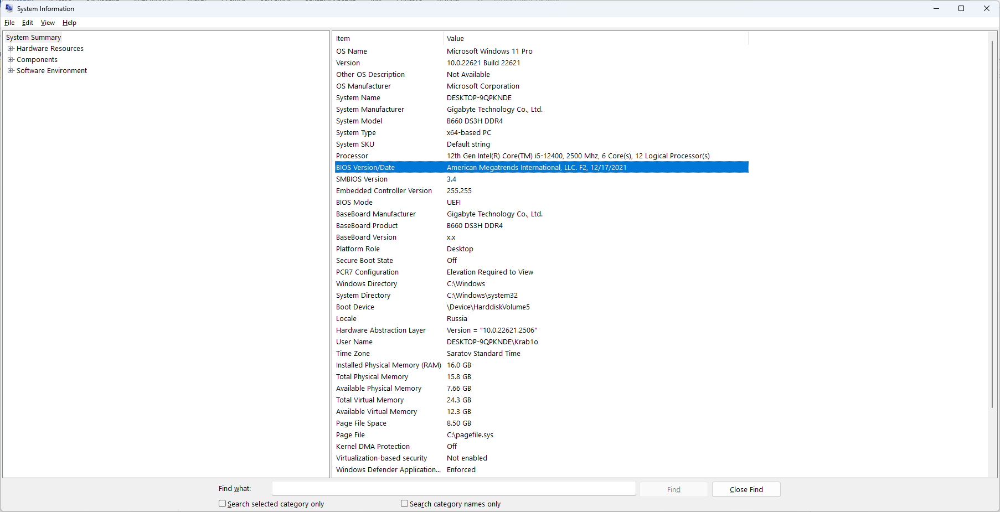 System Information
File Edit View Help
System Summary
Hardware Resources
Components
Software Environment
Item Value
OS Name Microsoft Windows 11 Pro
Version 10.0.22621 Build 22621
Other OS Description Not Available
OS Manufacturer Microsoft Corporation
System Name DESKTOP-9QPKNDE
System Manufacturer Gigabyte Technology Co., Ltd.
System Model B660 DS3H DDR4
System Type x64-based PC
System SKU Default string
Processor 12th Gen Intel(R) Core(TM) i5-12400, 2500 Mhz, 6 Core(s), 12 Logical Processor(s)
BIOS Version/Date American Megatrends International, LLC. F2, 12/17/2021
SMBIOS Version 3.4
Embedded Controller Version 255.255
BIOS Mode UEFI
BaseBoard Manufacturer Gigabyte Technology Co., Ltd.
BaseBoard Product B660 DS3H DDR4
BaseBoard Version x.x
Platform Role Desktop
Secure Boot State Off
PCR7 Configuration Elevation Required to View
Windows Directory C:\Windows
System Directory C:\Windows\system32
Boot Device \Device\HarddiskVolume5
Locale Russia
Hardware Abstraction Layer Version = "10.0.22621.2506"
User Name DESKTOP-9QPKNDE\Krab1o
Time Zone Saratov Standard Time
Installed Physical Memory (RAM) 16.0 GB
Total Physical Memory 15.8 GB
Available Physical Memory 7.66 GB
Total Virtual Memory 24.3 GB
Available Virtual Memory 12.3 GB
Page File Space 8.50 GB
Page File C:\pagefile.sys
Kernel DMA Protection Off
Virtualization-based security Not enabled
Windows Defender Application... Enforced
Find what: Find Close Find
Search selected category only Search category names only